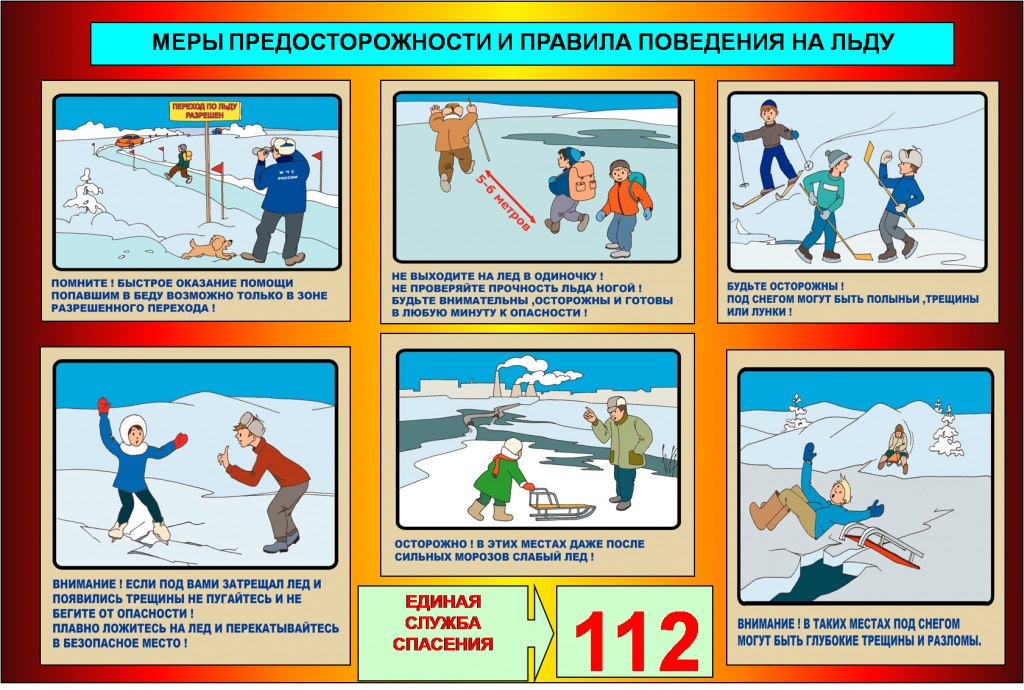 МЕРЫ ПРЕДОСТОРОЖНОСТИ И ПРАВИЛА ПОВЕДЕНИЯ НА ЛЬДУ
ПЕРЕХОД ПО ЛЬДУ
РАЗРЕШЕН
М Ч С
РОССИИ
ПОМНИТЕ ! БЫСТРОЕ ОКАЗАНИЕ ПОМОЩИ
ПОПАВШИМ В БЕДУ ВОЗМОЖНО ТОЛЬКО В ЗОНЕ
РАЗРЕШЕННОГО ПЕРЕХОДА !
5-6 метров
НЕ ВЫХОДИТЕ НА ЛЕД В ОДИНОЧКУ !
НЕ ПРОВЕРЯЙТЕ ПРОЧНОСТЬ ЛЬДА НОГОЙ !
БУДЬТЕ ВНИМАТЕЛЬНЫ ,ОСТОРОЖНЫ И ГОТОВЫ
В ЛЮБУЮ МИНУТУ К ОПАСНОСТИ !
БУДЬТЕ ОСТОРОЖНЫ !
ПОД СНЕГОМ МОГУТ БЫТЬ ПОЛЫНЬИ ,ТРЕЩИНЫ
ИЛИ ЛУНКИ !
ВНИМАНИЕ ! ЕСЛИ ПОД ВАМИ ЗАТРЕЩАЛ ЛЕД И
ПОЯВИЛИСЬ ТРЕЩИНЫ НЕ ПУГАЙТЕСЬ И НЕ
БЕГИТЕ ОТ ОПАСНОСТИ !
ПЛАВНО ЛОЖИТЕСЬ НА ЛЕД И ПЕРЕКАТЫВАЙТЕСЬ
В БЕЗОПАСНОЕ МЕСТО !
ОСТОРОЖНО ! В ЭТИХ МЕСТАХ ДАЖЕ ПОСЛЕ
СИЛЬНЫХ МОРОЗОВ СЛАБЫЙ ЛЕД !
ВНИМАНИЕ ! В ТАКИХ МЕСТАХ ПОД СНЕГОМ
МОГУТ БЫТЬ ГЛУБОКИЕ ТРЕЩИНЫ И РАЗЛОМЫ.
ЕДИНАЯ
СЛУЖБА
СПАСЕНИЯ
112